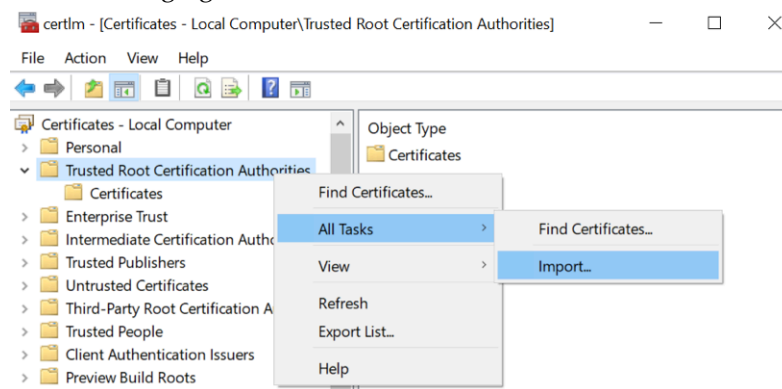 certlm - [Certificates - Local Computer\Trusted Root Certification Authorities]
File Action View Help
Certificates - Local Computer
Personal
Trusted Root Certification Authorities
Certificates
Enterprise Trust
Intermediate Certification Autho
Trusted Publishers
Untrusted Certificates
Third-Party Root Certification A
Trusted People
Client Authentication Issuers
Preview Build Roots
Object Type
Certificates
Find Certificates...
All Tasks
View
Refresh
Export List...
Help
Find Certificates...
Import...